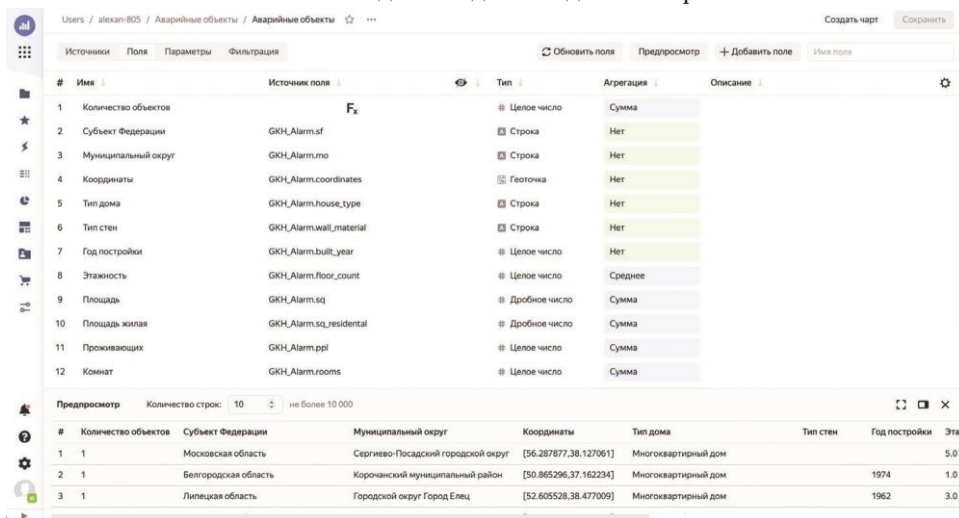 Users / alexan-805 / Аварийные объекты / Аварийные объекты ...
Создать чарт Сохранить
Источники Поля Параметры Фильтрация Обновить поля Предпросмотр + Добавить поле Имя поля
# Имя Источник поля Тип Агрегация Описание
1 Количество объектов Fx # Целое число Сумма
2 Субъект Федерации GKH_Alarm.sf Строка Нет
3 Муниципальный округ GKH_Alarm.mo Строка Нет
4 Координаты GKH_Alarm.coordinates Геоточка Нет
5 Тип дома GKH_Alarm.house_type Строка Нет
6 Тип стен GKH_Alarm.wall_material Строка Нет
7 Год постройки GKH_Alarm.built_year # Целое число Нет
8 Этажность GKH_Alarm.floor_count # Целое число Среднее
9 Площадь GKH_Alarm.sq # Дробное число Сумма
10 Площадь жилая GKH_Alarm.sq_residental # Дробное число Сумма
11 Проживающих GKH_Alarm.ppl # Целое число Сумма
12 Комнат GKH_Alarm.rooms # Целое число Сумма
Предпросмотр Количество строк: 10 не более 10 000
# Количество объектов Субъект Федерации Муниципальный округ Координаты Тип дома Тип стен Год постройки Эта
1 1 Московская область Сергиево-Посадский городской округ [56.287877,38.127061] Многоквартирный дом 5.0
2 1 Белгородская область Корочанский муниципальный район [50.865296,37.162234] Многоквартирный дом 1974 1.0
3 1 Липецкая область Городской округ Город Елец [52.605528,38.477009] Многоквартирный дом 1962 3.0